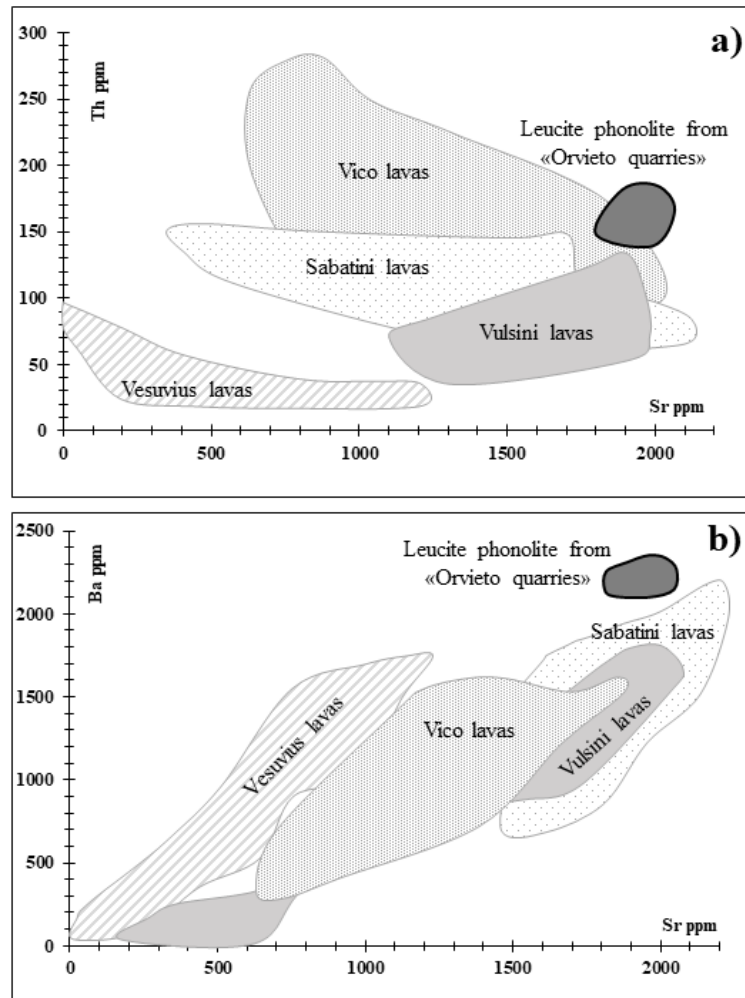 a)
Th ppm
300
250
200
150
100
50
0
Leucite phonolite from
«Orvieto quarries»
Vico lavas
Sabatini lavas
Vulsini lavas
Vesuvius lavas
Sr ppm
0 500 1000 1500 2000
b)
Ba ppm
2500
2000
1500
1000
500
0
Leucite phonolite from
«Orvieto quarries»
Sabatini lavas
Vesuvius lavas
Vico lavas
Vulsini lavas
Sr ppm
0 500 1000 1500 2000